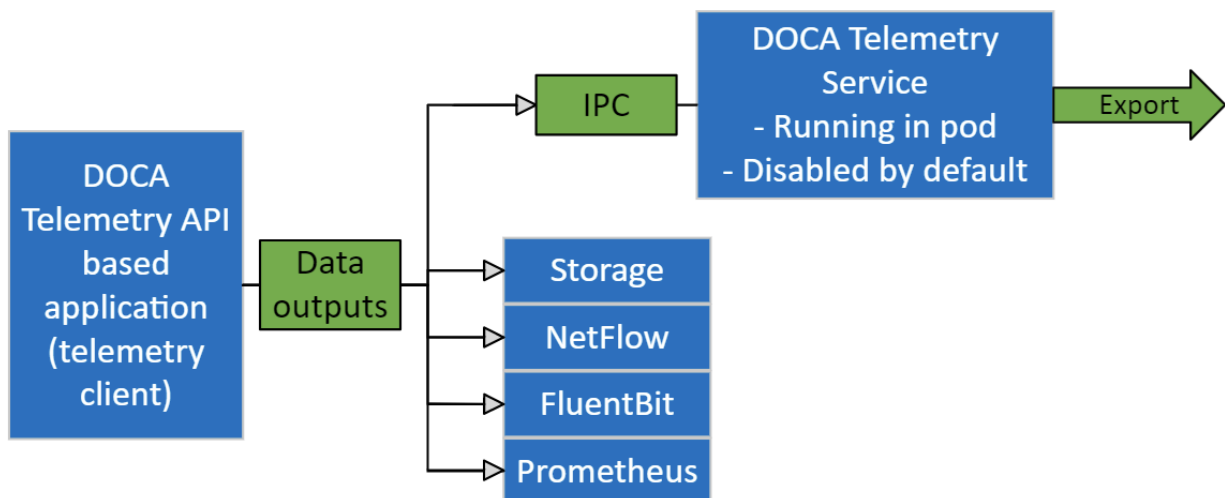 DOCA
Telemetry API
based
application
(telemetry
client)
Data
outputs
IPC
DOCA Telemetry
Service
- Running in pod
- Disabled by default
Export
Storage
NetFlow
FluentBit
Prometheus